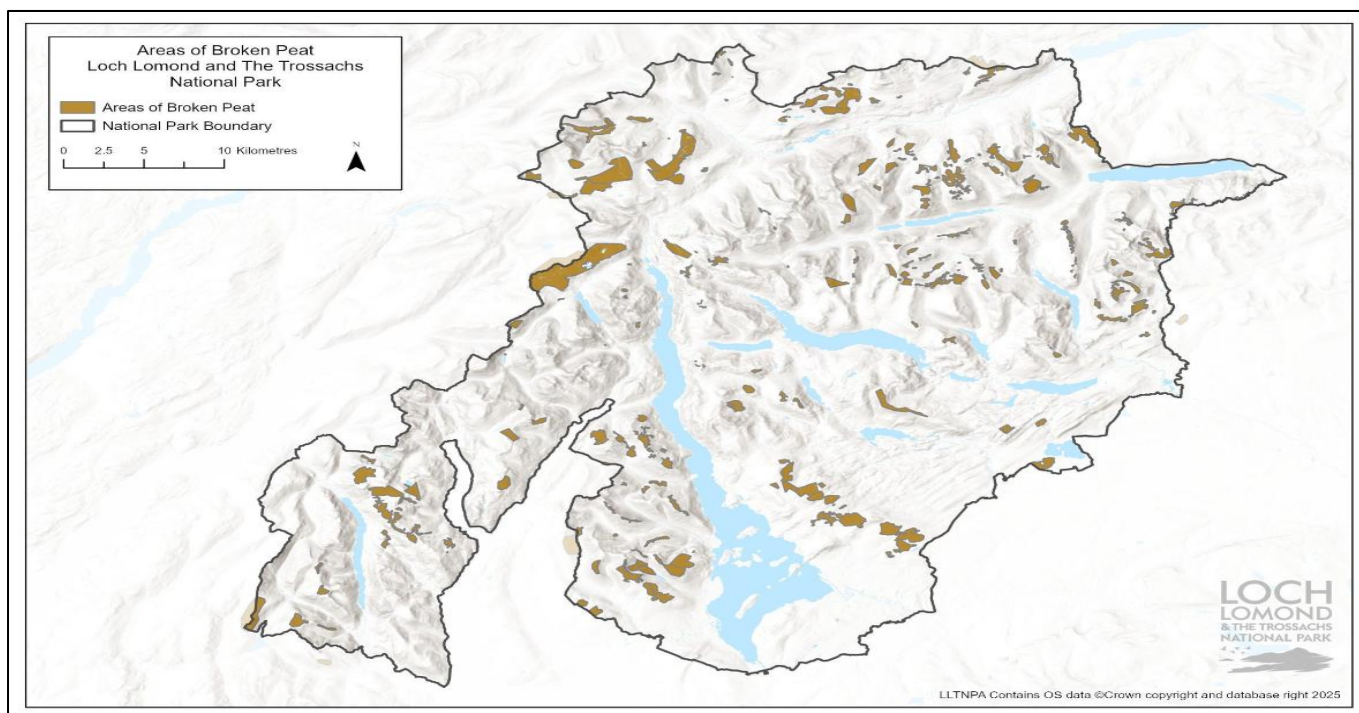 Areas of Broken Peat
Loch Lomond and The Trossachs
National Park
Areas of Broken Peat
National Park Boundary
0 2.5 5 10 Kilometres
N
LOCH
LOMOND
& THE TROSSACHS
NATIONAL PARK
LLTNPA Contains OS data ©Crown copyright and database right 2025